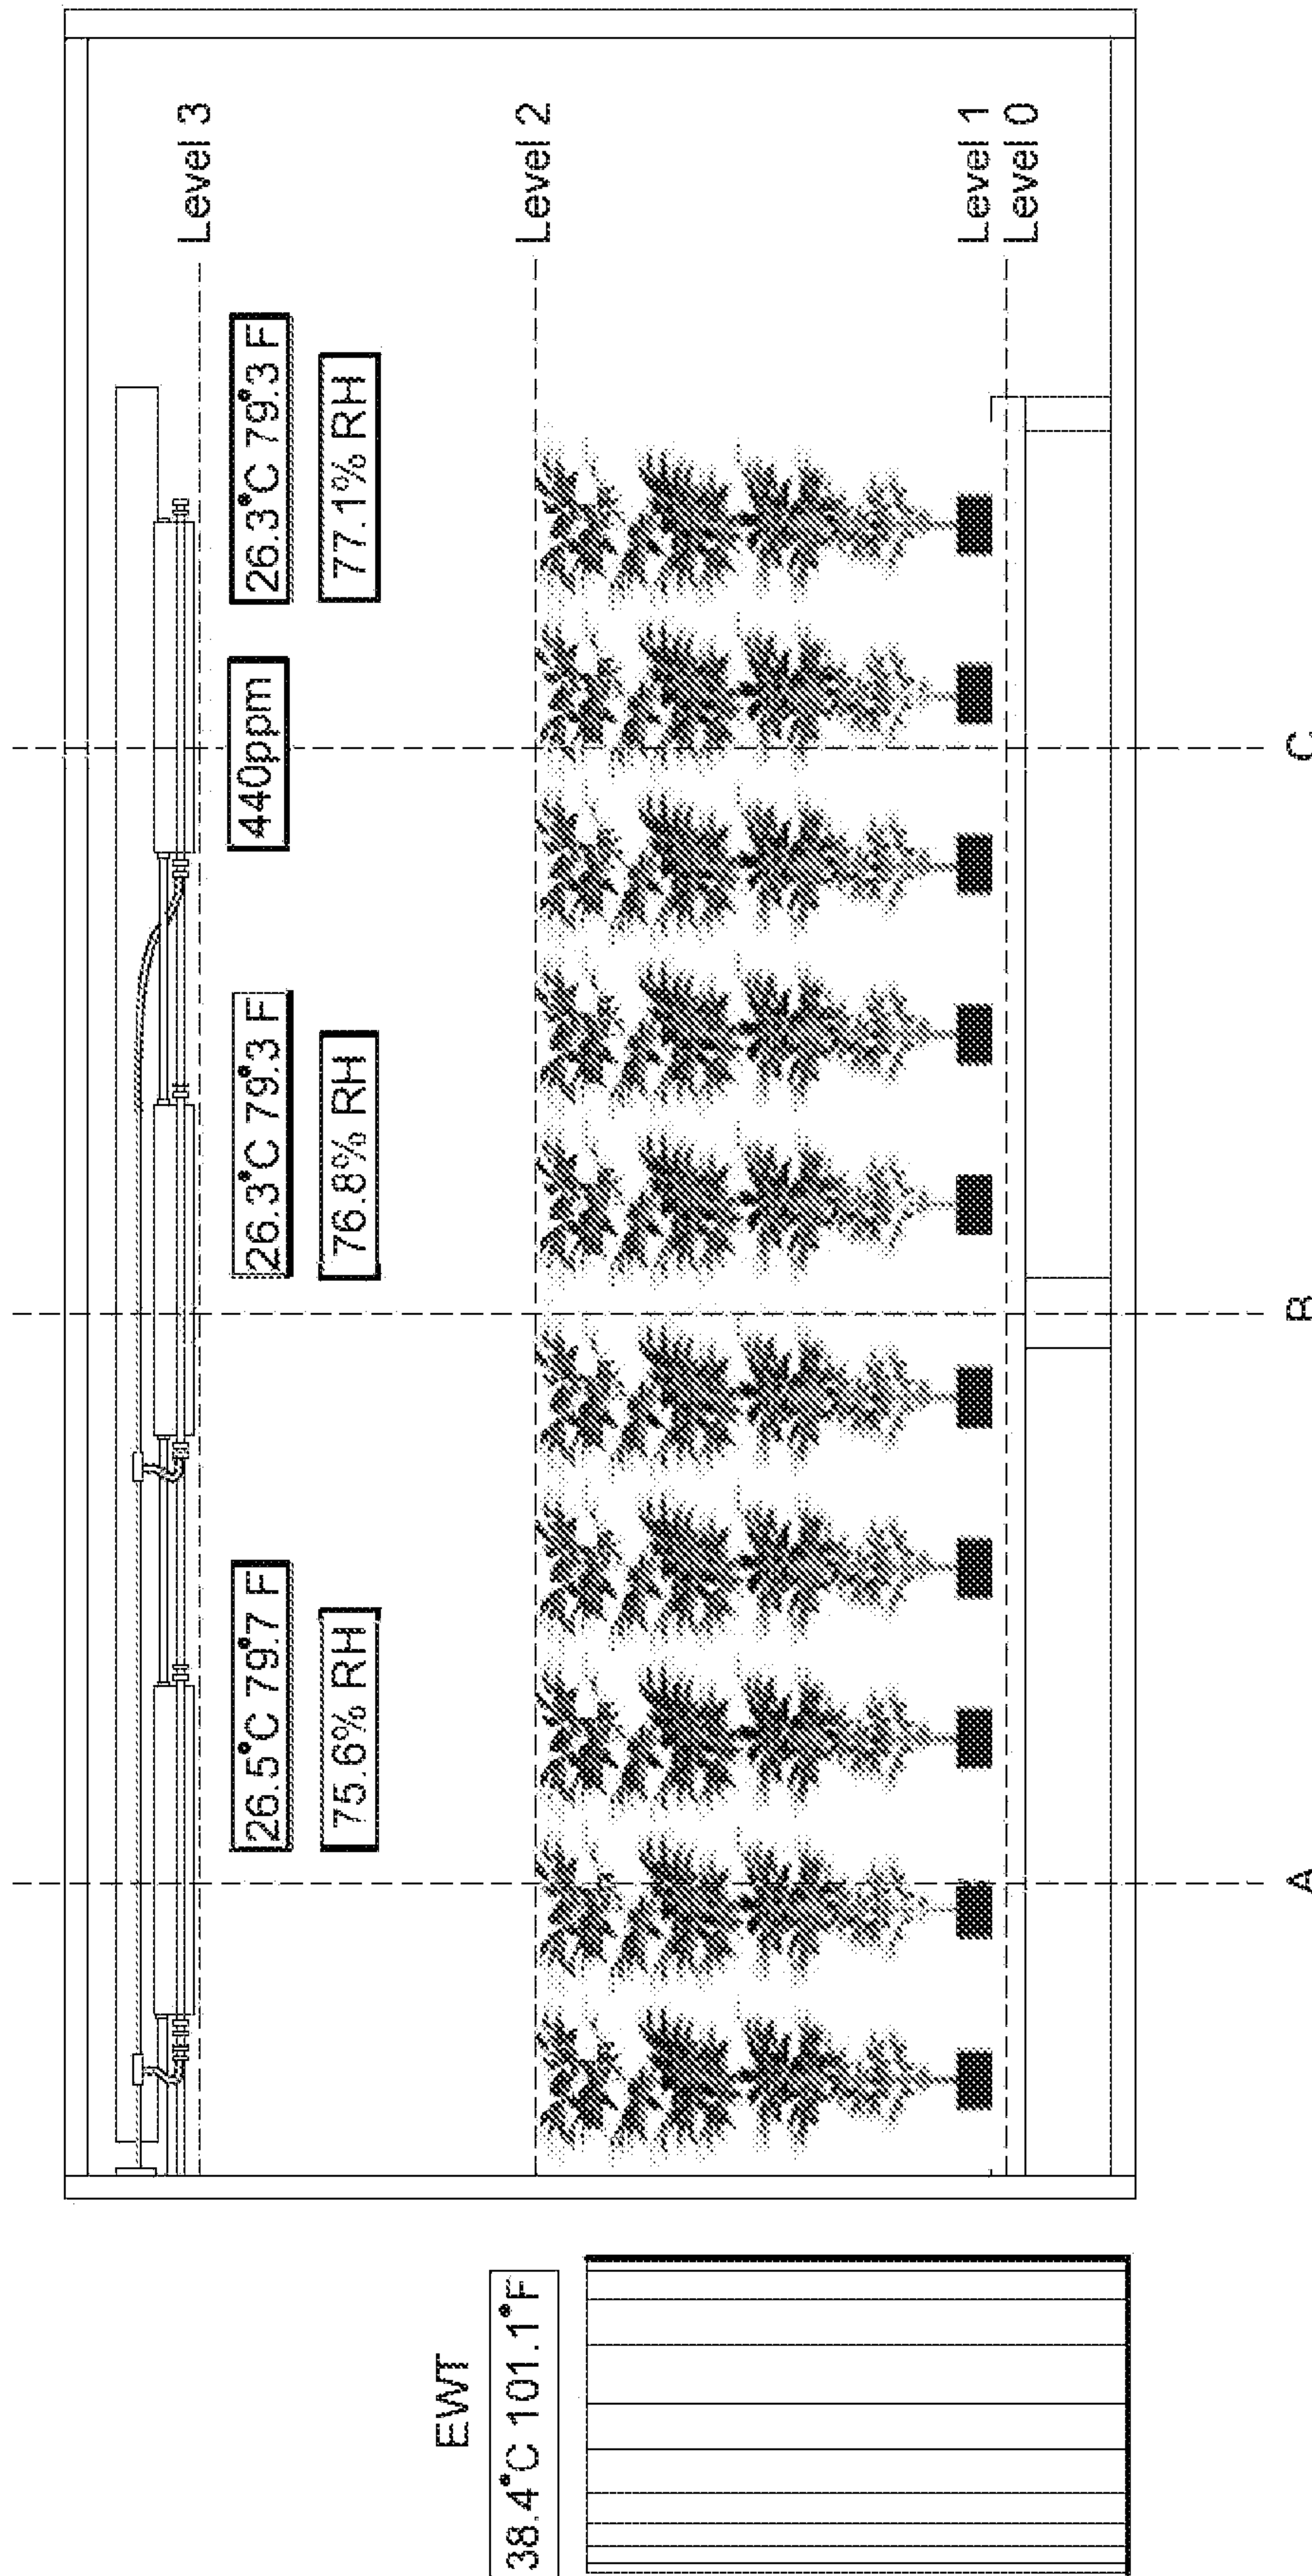 Level 3
26.5°C 79.7°F
26.3°C 79.3°F
440ppm
26.3°C 79.3°F
75.6% RH
76.8% RH
77.1% RH
EWT
38.4°C 101.1°F
Level 2
Level 1
Level 0
A
B
C